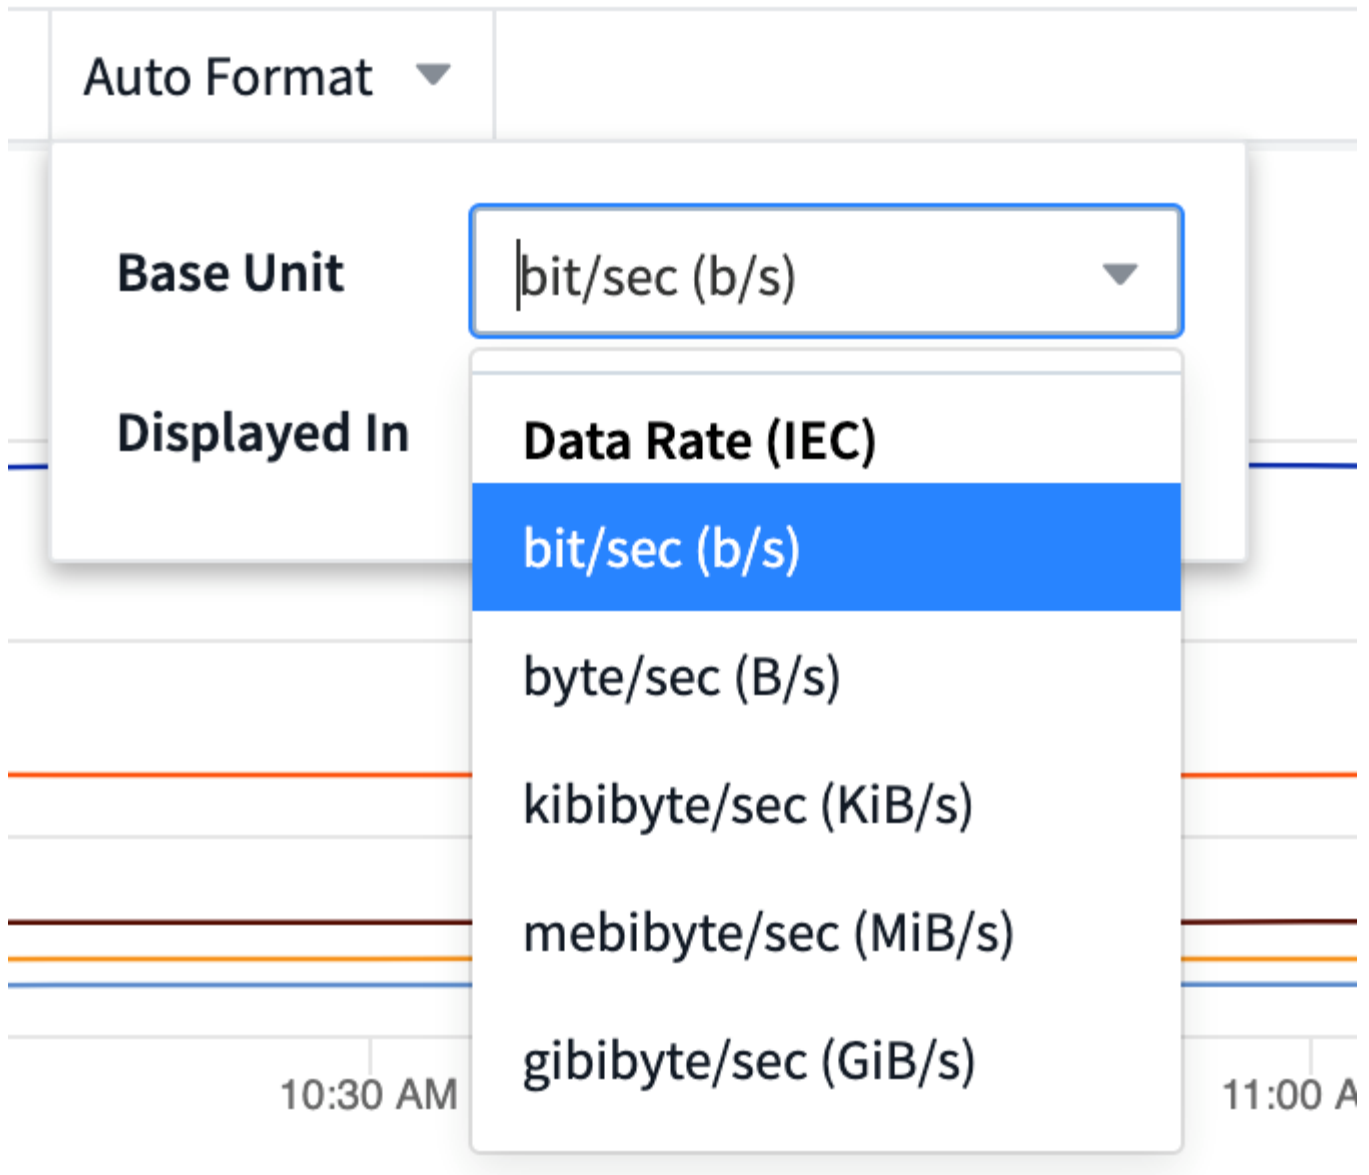 Auto Format
Base Unit
bit/sec (b/s)
Displayed In
Data Rate (IEC)
bit/sec (b/s)
byte/sec (B/s)
kibibyte/sec (KiB/s)
mebibyte/sec (MiB/s)
gibibyte/sec (GiB/s)
10:30 AM
11:00 A